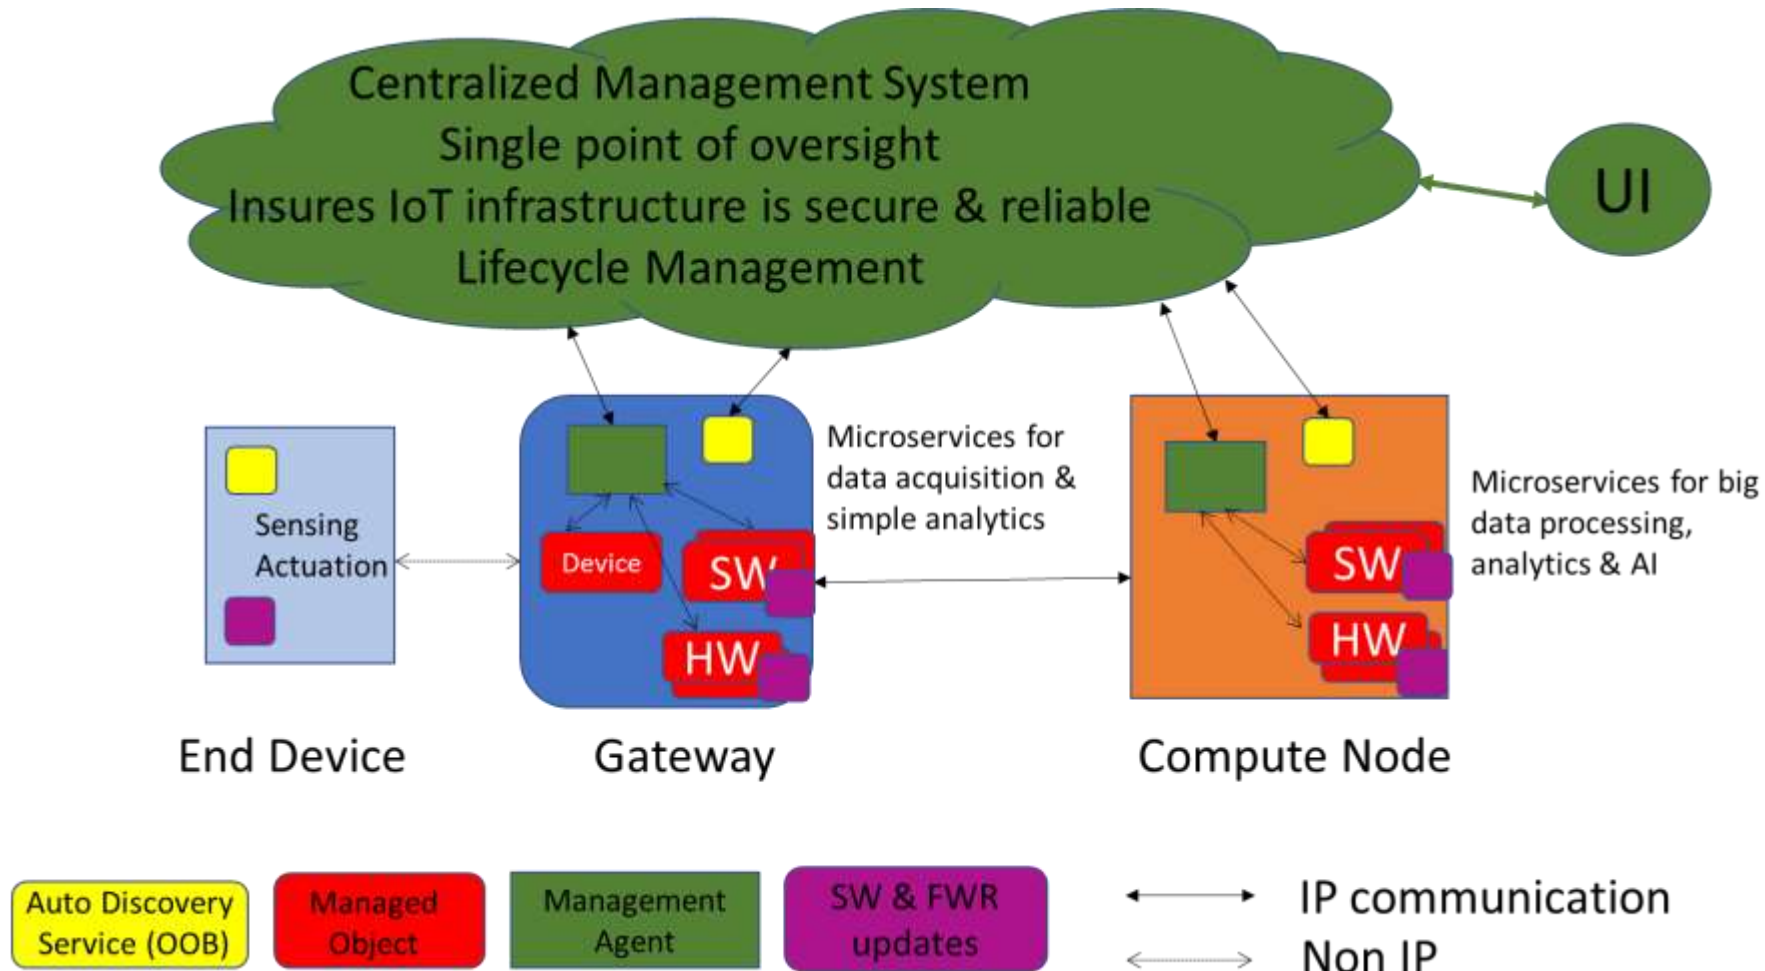 Centralized Management System
Single point of oversight
Insures IoT infrastructure is secure & reliable
Lifecycle Management
UI
Sensing
Actuation
Device
SW
HW
Microservices for
data acquisition &
simple analytics
SW
HW
Microservices for big
data processing,
analytics & AI
End Device
Gateway
Compute Node
Auto Discovery
Service (OOB)
Managed
Object
Management
Agent
SW & FWR
updates
IP communication
Non IP